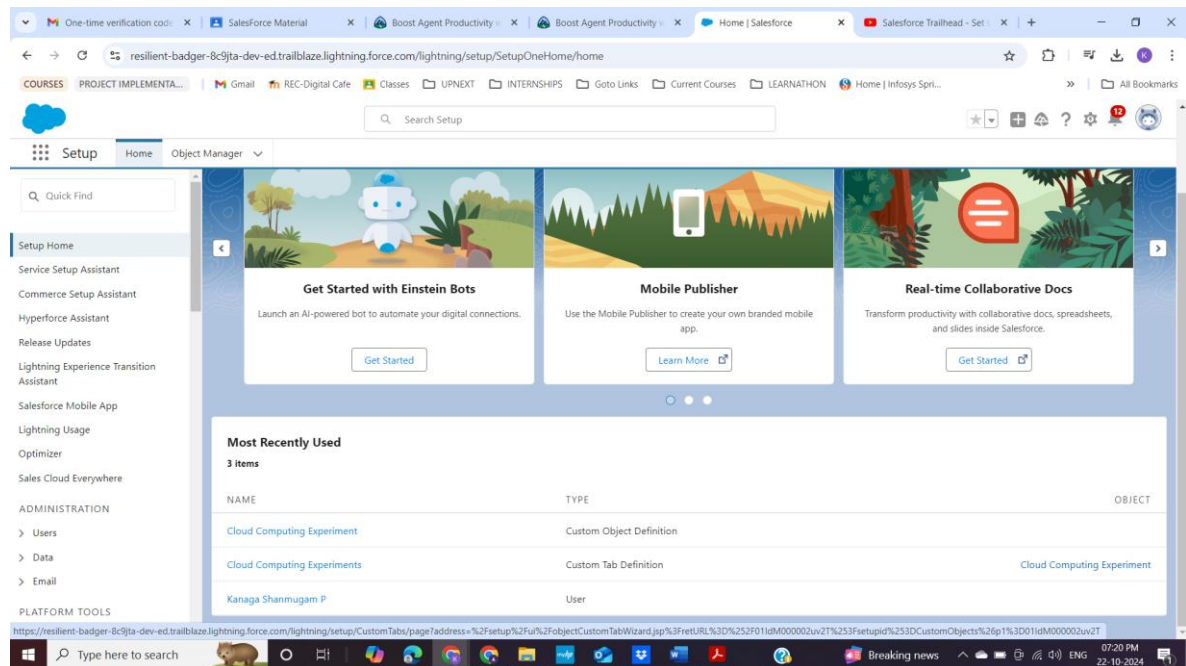 One-time verification code
SalesForce Material
Boost Agent Productivity
Boost Agent Productivity
Home | Salesforce
Salesforce Trailhead - Set
resilient-badger-8c9jta-dev-ed.trailblaze.lightning.force.com/lightning/setup/SetupOneHome/home
K
COURSES
PROJECT IMPLEMENTA...
Gmail
REC-Digital Cafe
Classes
UPNEXT
INTERNSHIPS
Goto Links
Current Courses
LEARNATHON
Home | Infosys Spri...
»
All Bookmarks
Search Setup
12
Setup
Home
Object Manager
Quick Find
Setup Home
Service Setup Assistant
Commerce Setup Assistant
Hyperforce Assistant
Release Updates
Lightning Experience Transition
Assistant
Salesforce Mobile App
Lightning Usage
Optimizer
Sales Cloud Everywhere
ADMINISTRATION
Users
Data
Email
PLATFORM TOOLS
Get Started with Einstein Bots
Launch an AI-powered bot to automate your digital connections.
Get Started
Mobile Publisher
Use the Mobile Publisher to create your own branded mobile
app.
Learn More
Real-time Collaborative Docs
Transform productivity with collaborative docs, spreadsheets,
and slides inside Salesforce.
Get Started
Most Recently Used
3 items
NAME TYPE OBJECT
Cloud Computing Experiment Custom Object Definition
Cloud Computing Experiments Custom Tab Definition Cloud Computing Experiment
Kanaga Shanmugam P User
https://resilient-badger-8c9jta-dev-ed.trailblaze.lightning.force.com/lightning/setup/CustomTabs/page?address=%2Fsetup%2Fui%2FobjectCustomTabWizard.jsp%3FretURL%3D%252F01IdM000002uv2T%253Fsetupid%253DCustomObjects%26p1%3D01IdM000002uv2T
Type here to search
Breaking news
ENG
07:20 PM
22-10-2024